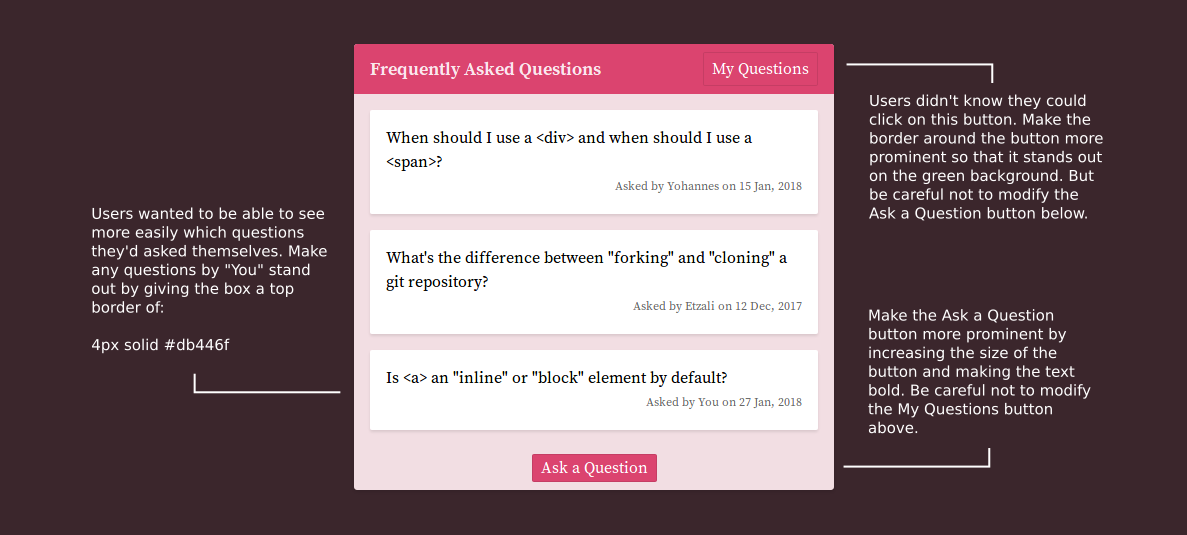 Frequently Asked Questions
My Questions
When should I use a <div> and when should I use a
<span>?
Asked by Yohannes on 15 Jan, 2018
What's the difference between "forking" and "cloning" a
git repository?
Asked by Etzali on 12 Dec, 2017
Is <a> an "inline" or "block" element by default?
Asked by You on 27 Jan, 2018
Ask a Question
Users wanted to be able to see
more easily which questions
they'd asked themselves. Make
any questions by "You" stand
out by giving the box a top
border of:
4px solid #db446f
Users didn't know they could
click on this button. Make the
border around the button more
prominent so that it stands out
on the green background. But
be careful not to modify the
Ask a Question button below.
Make the Ask a Question
button more prominent by
increasing the size of the
button and making the text
bold. Be careful not to modify
the My Questions button
above.